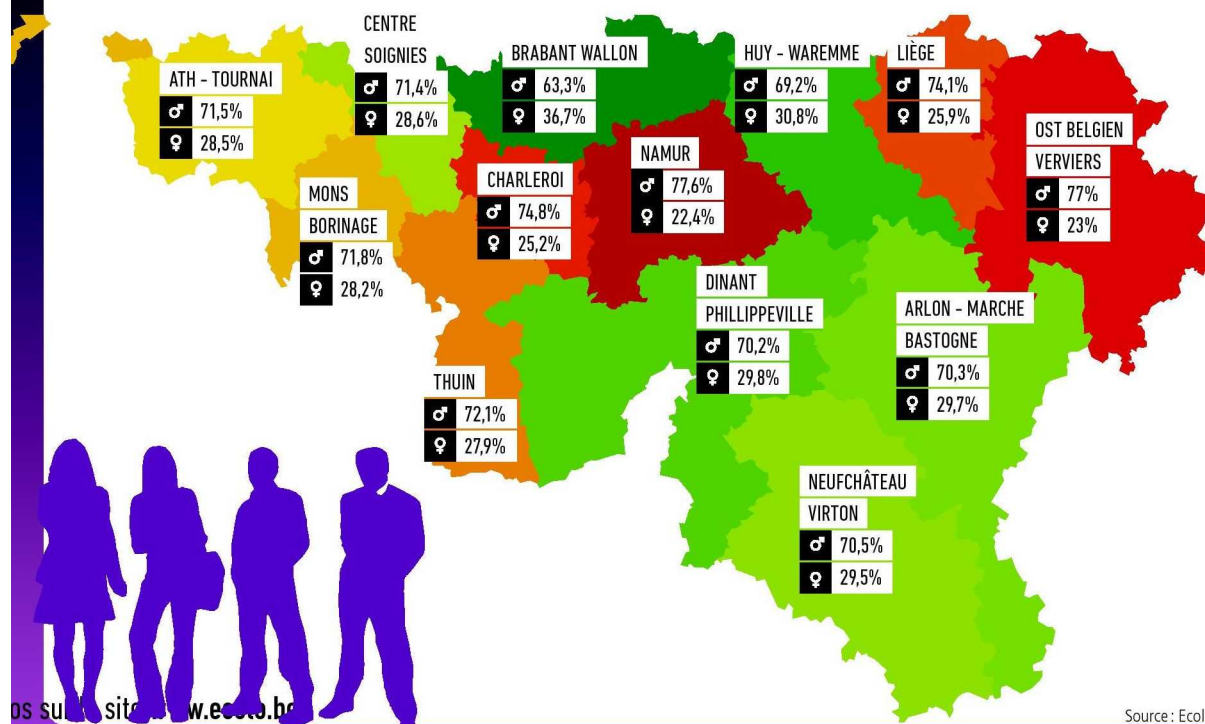 ATH - TOURNAI
♂ 71,5%
♀ 28,5%
CENTRE
SOIGNIES
♂ 71,4%
♀ 28,6%
BRABANT WALLON
♂ 63,3%
♀ 36,7%
HUY - WAREMME
♂ 69,2%
♀ 30,8%
LIÈGE
♂ 74,1%
♀ 25,9%
OST BELGIEN
VERVIERS
♂ 77%
♀ 23%
MONS
BORINAGE
♂ 71,8%
♀ 28,2%
CHARLEROI
♂ 74,8%
♀ 25,2%
NAMUR
♂ 77,6%
♀ 22,4%
DINANT
PHILLIPPEVILLE
♂ 70,2%
♀ 29,8%
ARLON - MARCHE
BASTOGNE
♂ 70,3%
♀ 29,7%
THUIN
♂ 72,1%
♀ 27,9%
NEUFCHÂTEAU
VIRTON
♂ 70,5%
♀ 29,5%
Source : Ecol